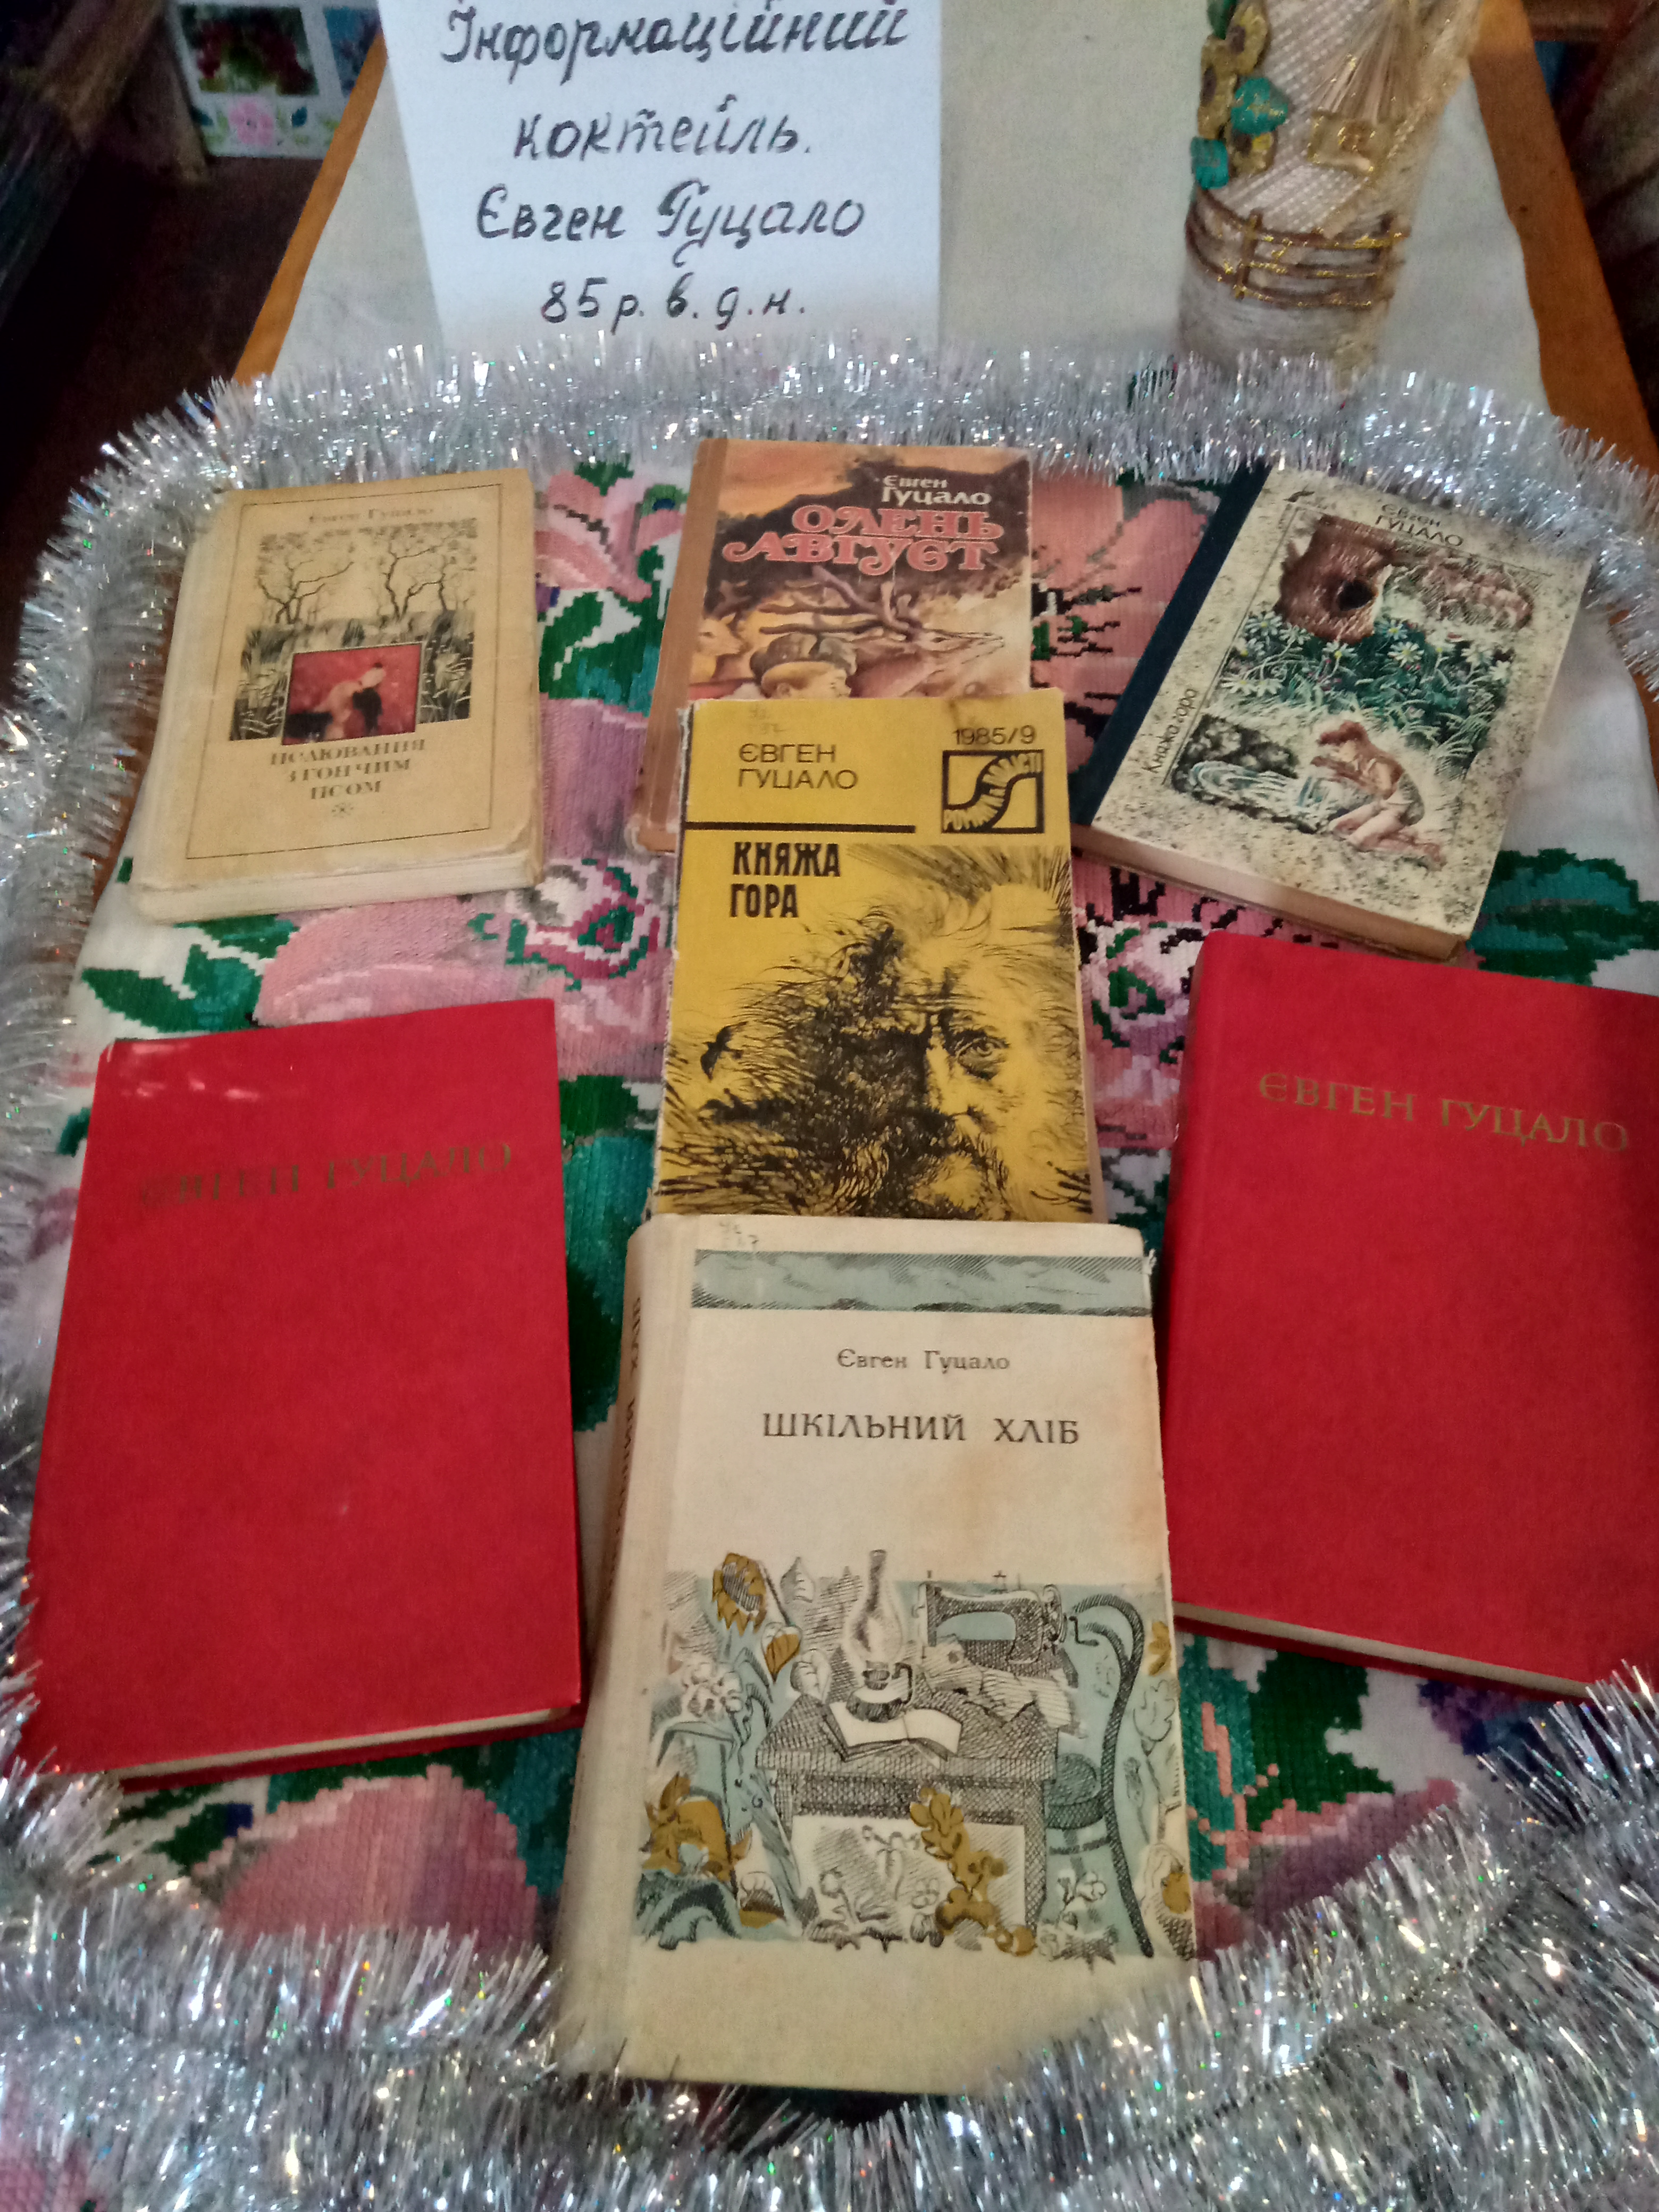 Інформаційний
коктейль.
Євген Гуцало
85 р. в. д. н.
Євген Гуцало
ПОЛЮВАННЯ
З ГОНЧИМ
ПСОМ
Євген
Гуцало
ОЛЕНЬ
АВГУСТ
ЄВГЕН
ГУЦАЛО
Княжа гора
ЄВГЕН
ГУЦАЛО
1985/9
КНЯЖА
ГОРА
ЄВГЕН ГУЦАЛО
ЄВГЕН ГУЦАЛО
Євген Гуцало
ШКІЛЬНИЙ ХЛІБ